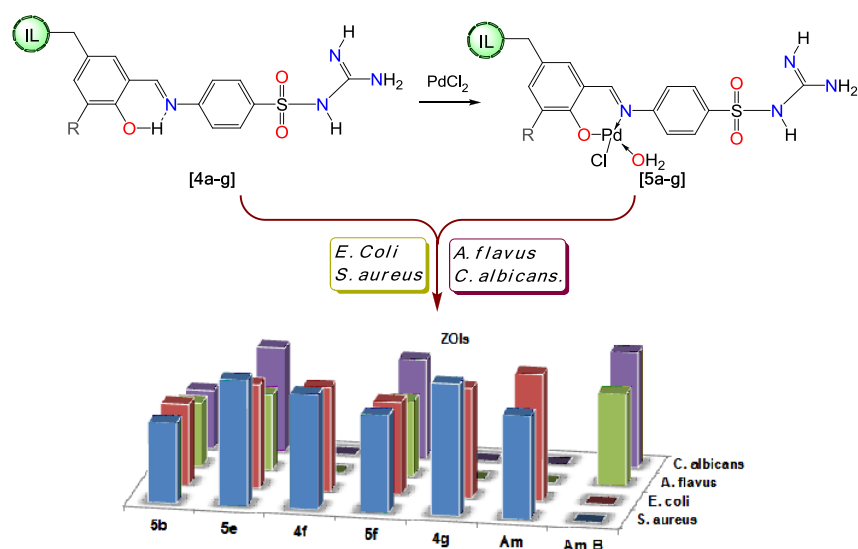 IL
IL
H
N
NH2
N
H
O
S
O
N
R
O
H
[4a-g]
PdCl2
H
N
NH2
N
H
O
S
O
N
R
O
Pd
Cl
OH2
[5a-g]
E. Coli
S. aureus
A. flavus
C. albicans.
ZOIs
C. albicans
A. flavus
E. coli
S. aureus
5b 5e 4f 5f 4g Am Am B